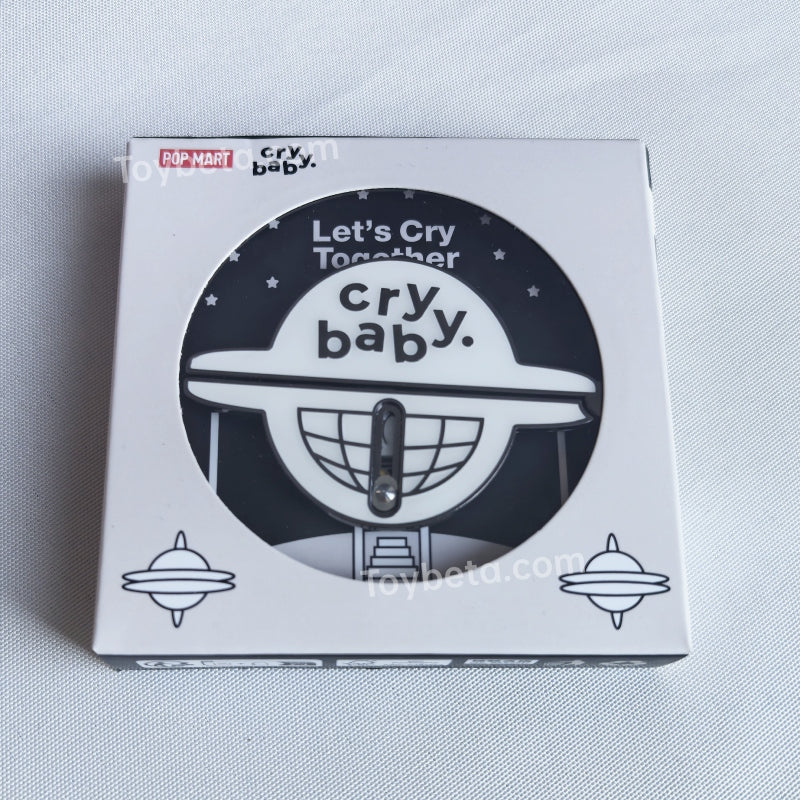 POP MART
cry
baby.
Toybeta.com
Let's Cry
Together
cry
baby.
Toybeta.com